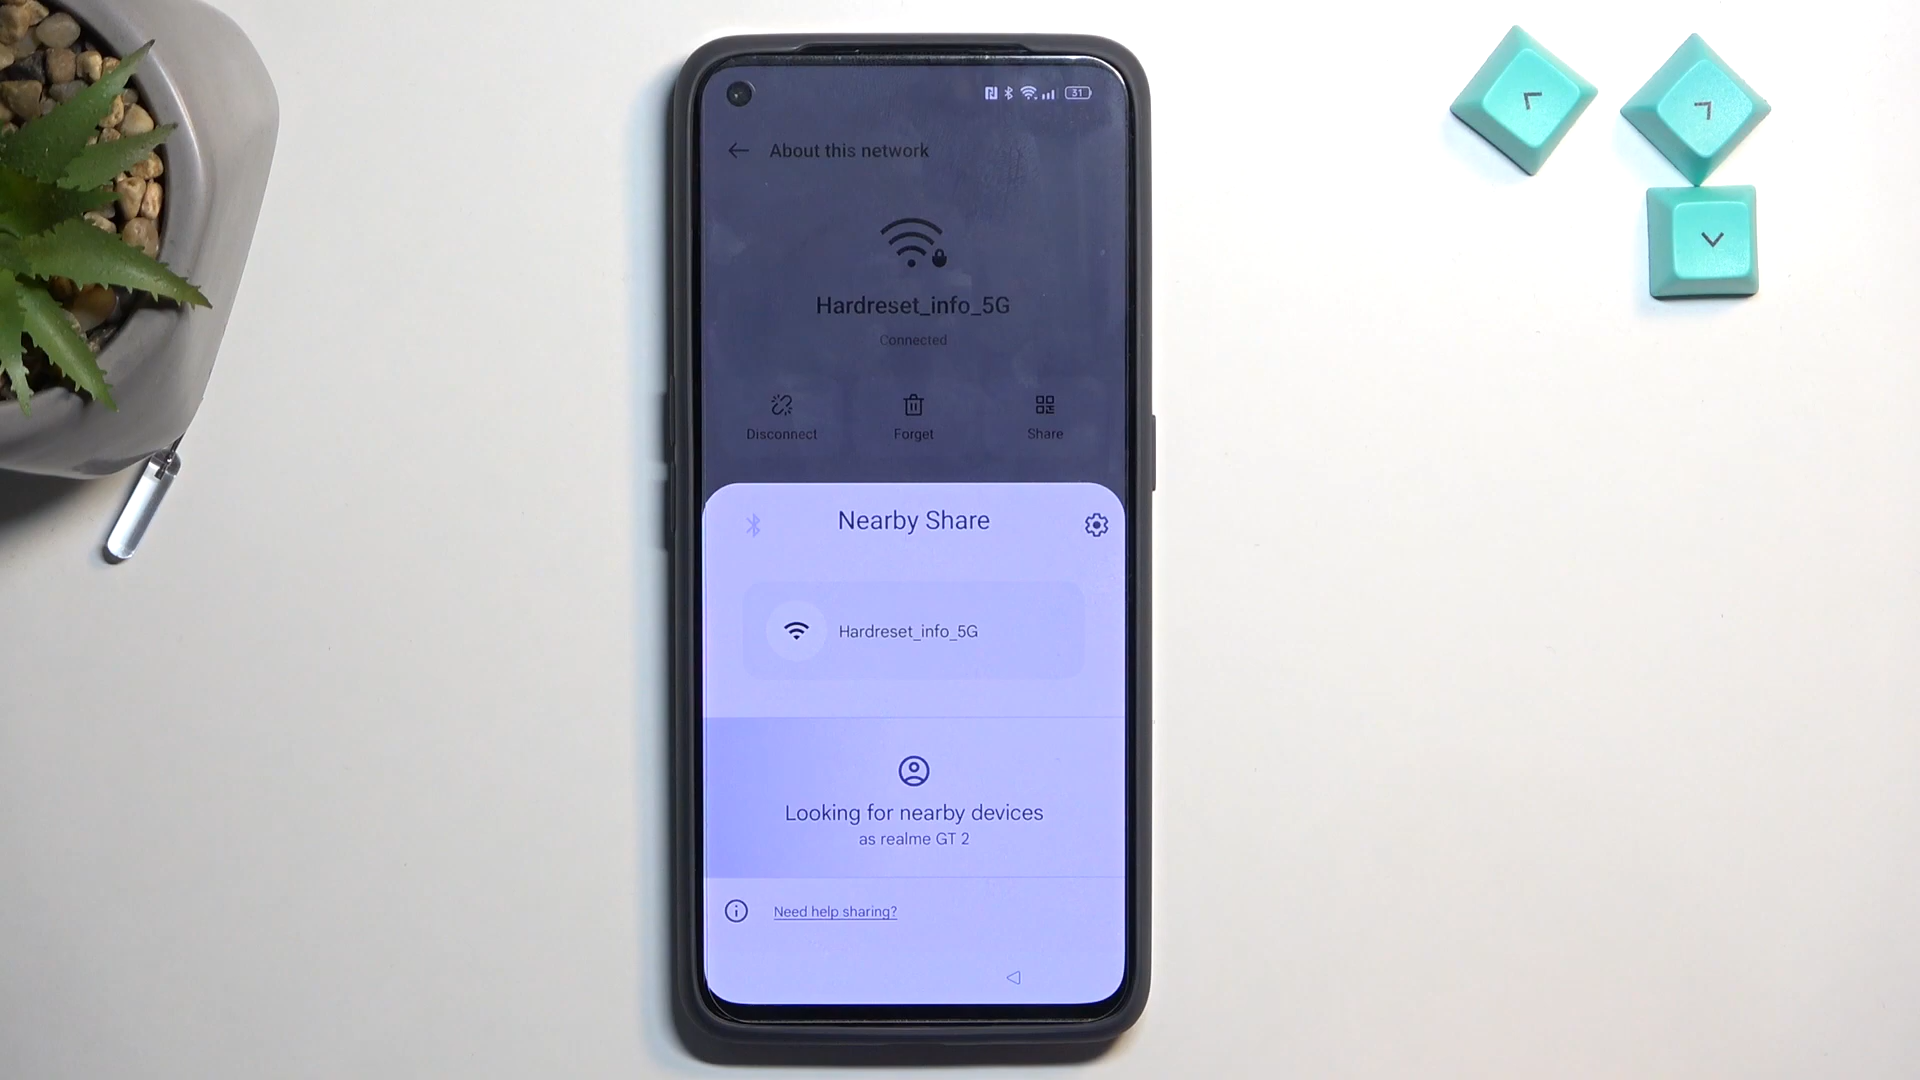 31
About this network
Hardreset_info_5G
Connected
Disconnect Forget Share
Nearby Share
Hardreset_info_5G
Looking for nearby devices
as realme GT 2
Need help sharing?